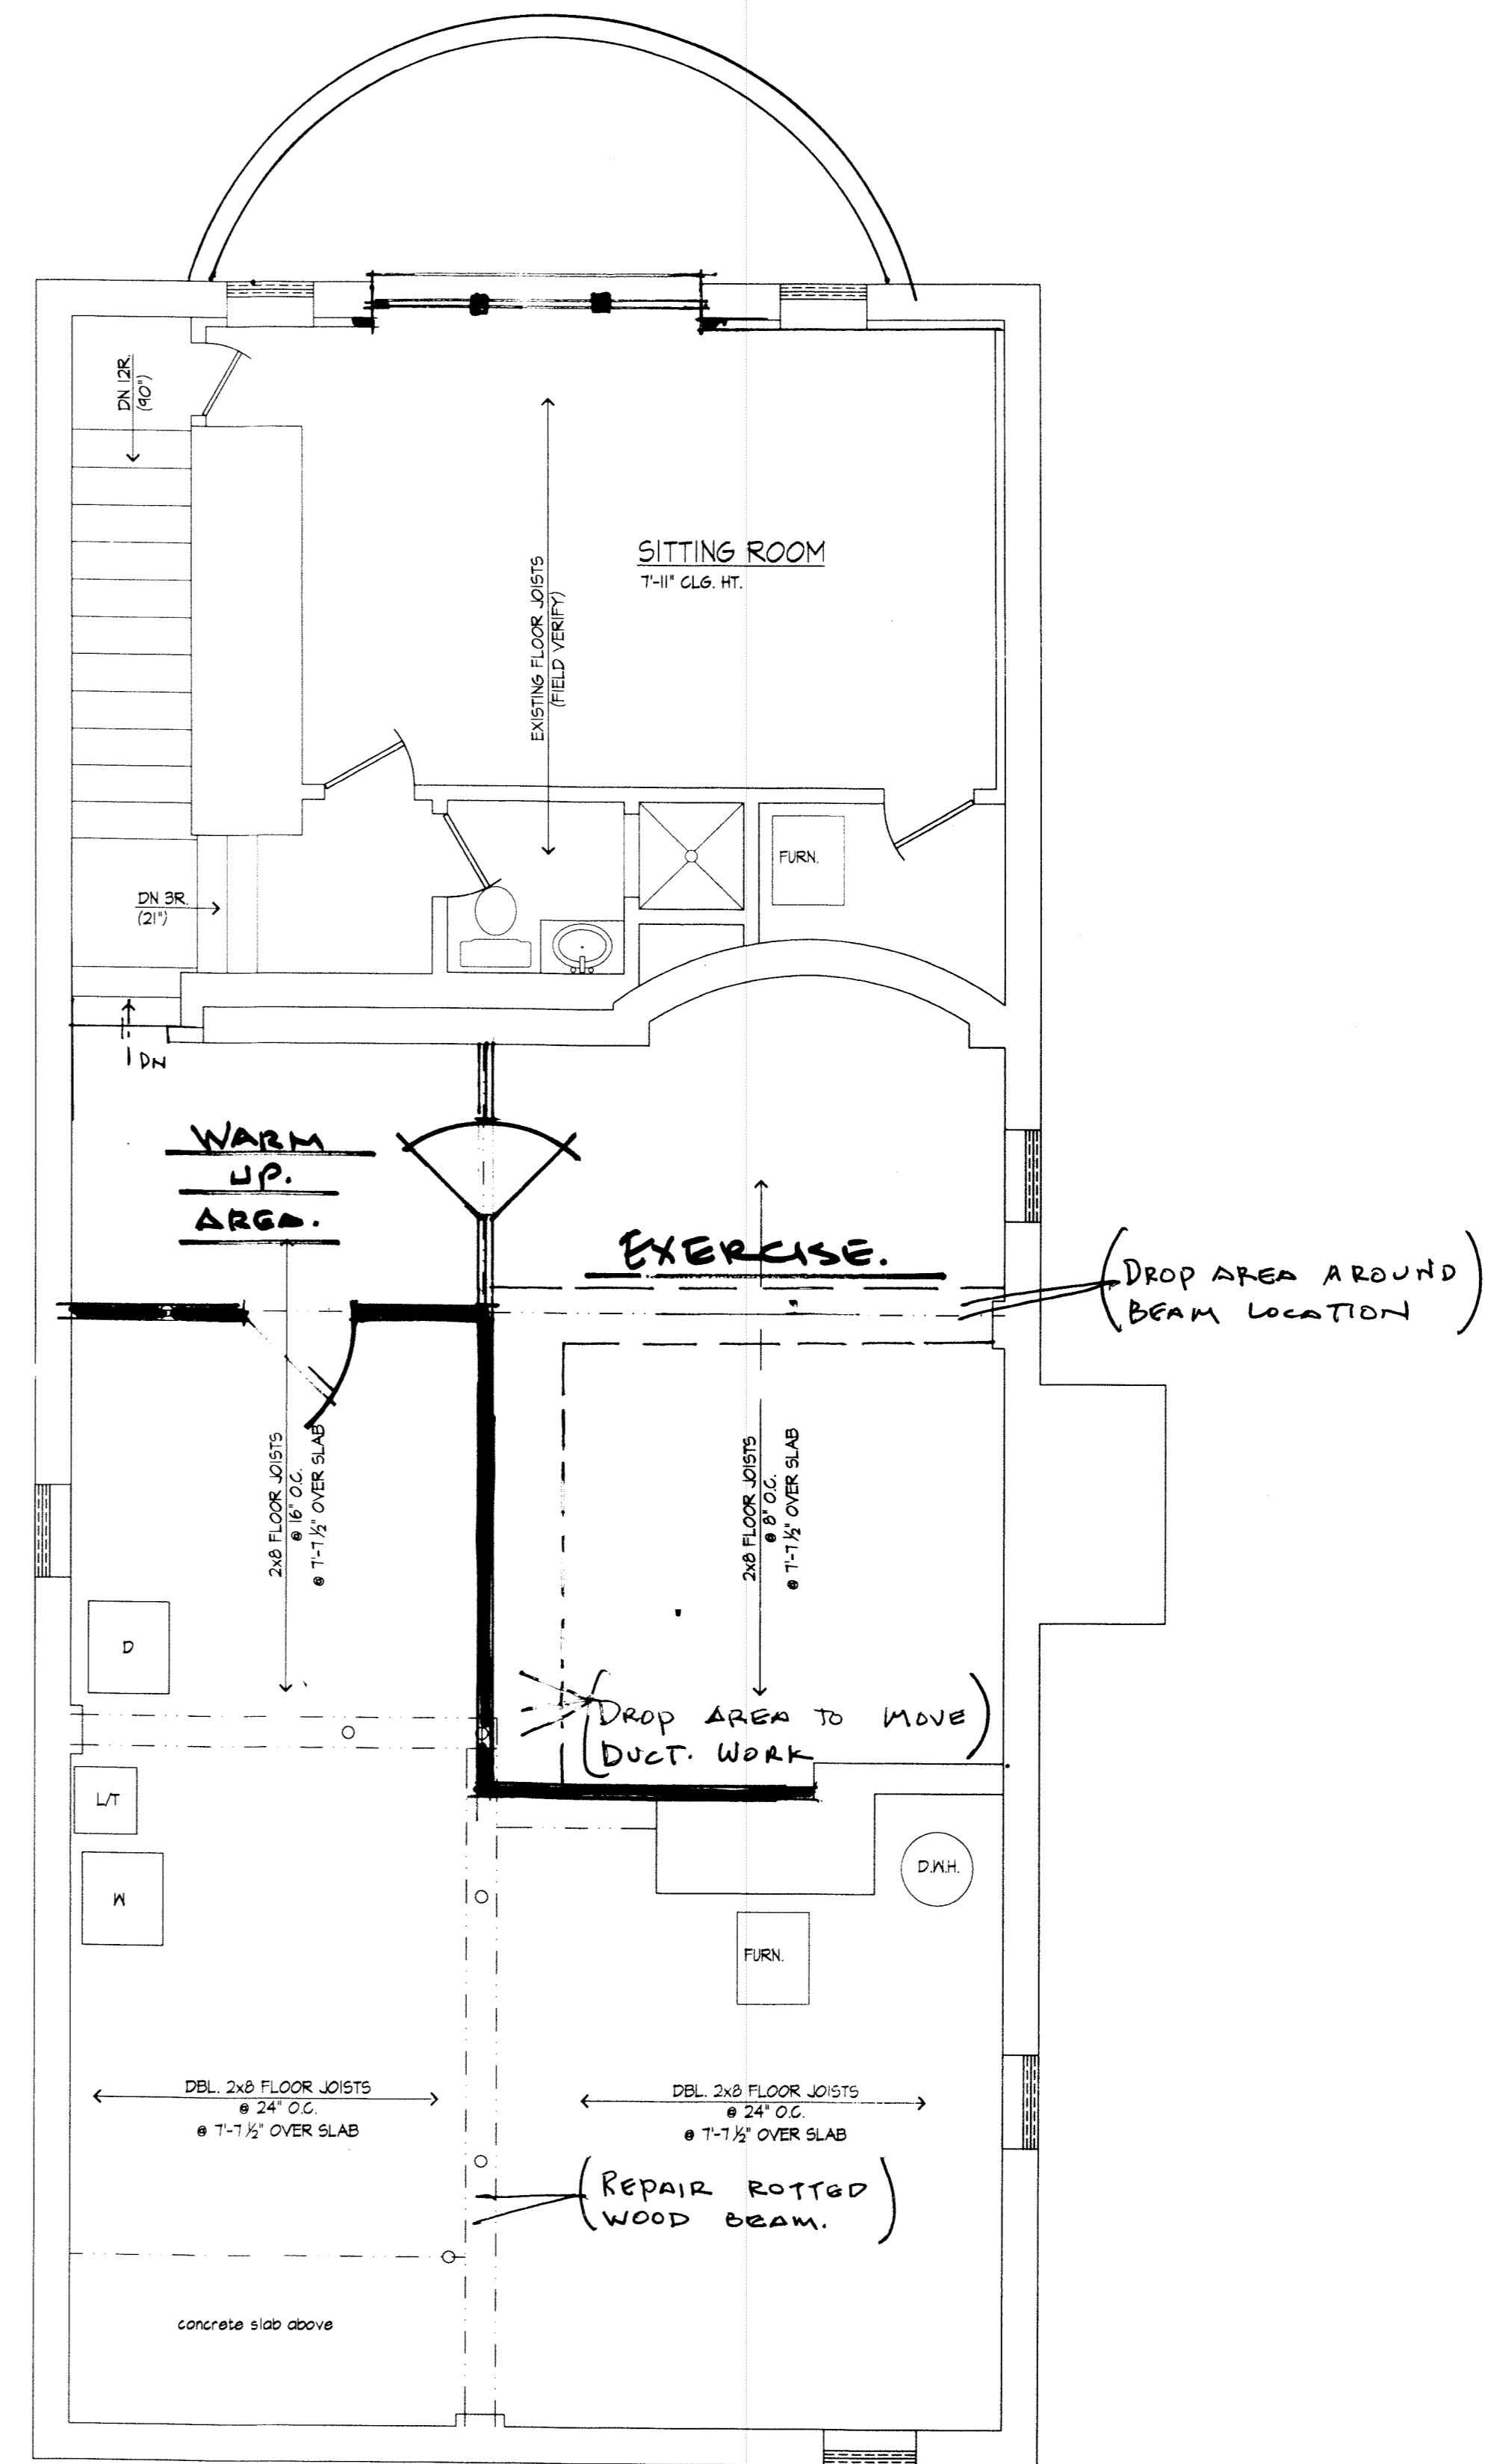 DN 12R.
(90")
SITTING ROOM
7'-11" CLG. HT.
EXISTING FLOOR JOISTS
(FIELD VERIFY)
FURN.
DN 3R.
(21")
DN
WARM
UP.
AREA.
EXERCISE.
(DROP AREA AROUND
BEAM LOCATION)
2x8 FLOOR JOISTS
@ 16" O.C.
@ 7'-7 1/2" OVER SLAB
2x8 FLOOR JOISTS
@ 8" O.C.
@ 7'-7 1/2" OVER SLAB
D
(DROP AREA TO MOVE
DUCT. WORK)
L/T
W
D.W.H.
FURN.
DBL. 2x8 FLOOR JOISTS
@ 24" O.C.
@ 7'-7 1/2" OVER SLAB
DBL. 2x8 FLOOR JOISTS
@ 24" O.C.
@ 7'-7 1/2" OVER SLAB
(REPAIR ROTTED
WOOD BEAM.)
concrete slab above